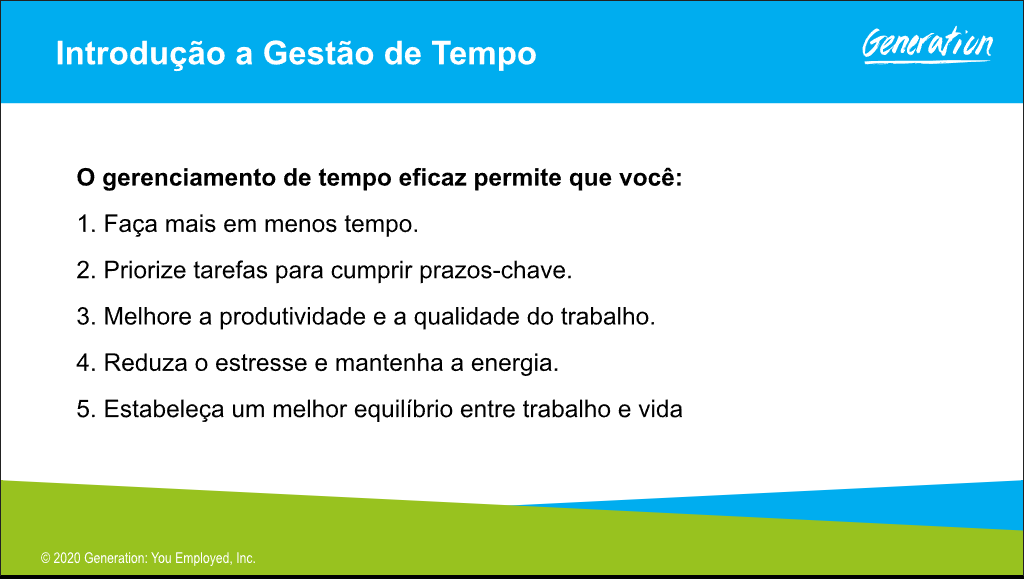 Introdução a Gestão de Tempo
Generation
O gerenciamento de tempo eficaz permite que você:
1. Faça mais em menos tempo.
2. Priorize tarefas para cumprir prazos-chave.
3. Melhore a produtividade e a qualidade do trabalho.
4. Reduza o estresse e mantenha a energia.
5. Estabeleça um melhor equilíbrio entre trabalho e vida
© 2020 Generation: You Employed, Inc.